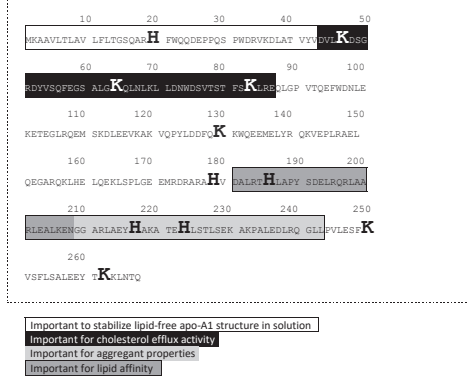 10 20 30 40 50
MKAAVLTLAV LFLTGSQARH FWQQDEPPQS PWDRVKDLAT VYVDVLKDSG
60 70 80 90 100
RDYVSQFEGS ALGKQLNLKL LDNWDSVTST FSKLREQLGP VTQEFWDNLE
110 120 130 140 150
KETEGLRQEM SKDLEEVKAK VQPYLDDFQK KWQEEMELYR QKVEPLRAEL
160 170 180 190 200
QEGARQKLHE LQEKLSPLGE EMRDRARAHV DALRTHLAPY SDELRQRLAA
210 220 230 240 250
RLEALKENGG ARLAEYHAKA TEHLSTLSEK AKPALEDLRQ GLLPVLESFK
260
VSFLSALEEY TKKLNTQ
Important to stabilize lipid-free apo-A1 structure in solution
Important for cholesterol efflux activity
Important for aggregant properties
Important for lipid affinity